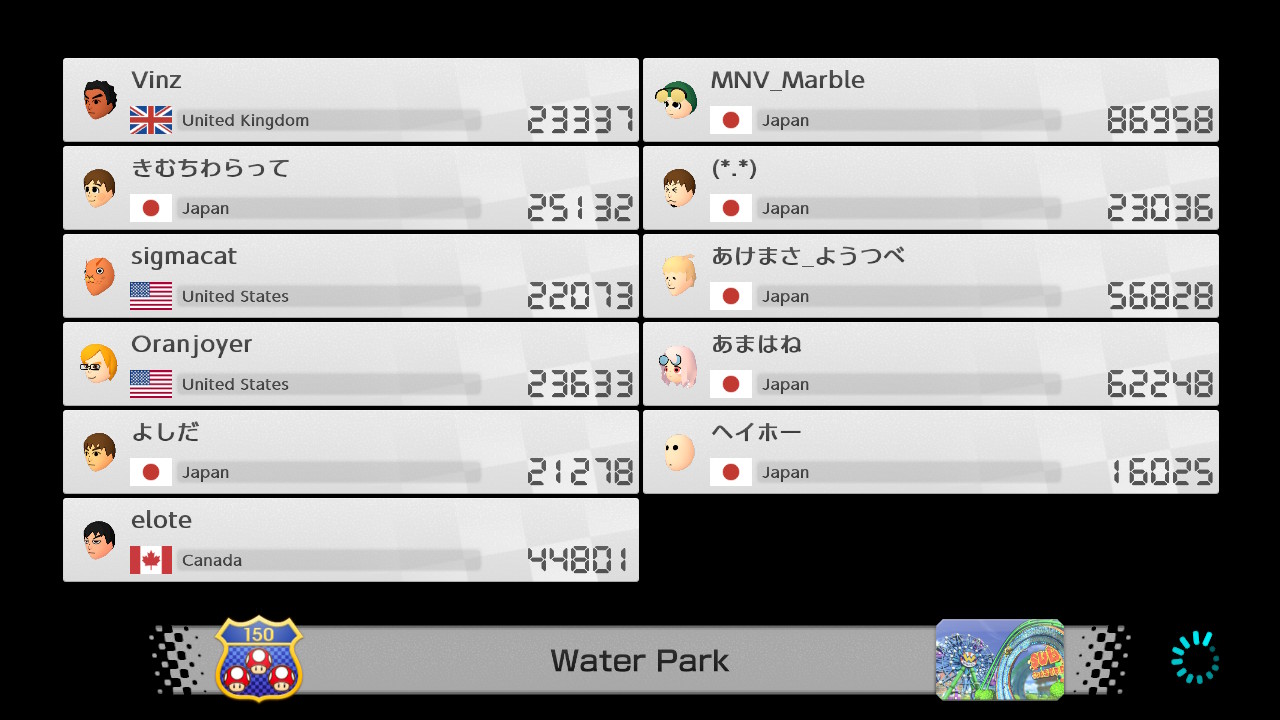 Vinz
United Kingdom 23337
MNV_Marble
Japan 86958
きむちわらって
Japan 25132
(*.*)
Japan 23036
sigmacat
United States 22073
あけまさ_ようつべ
Japan 56828
Oranjoyer
United States 23633
あまはね
Japan 62248
よしだ
Japan 21278
ヘイホー
Japan 16025
elote
Canada 44801
150
Water Park